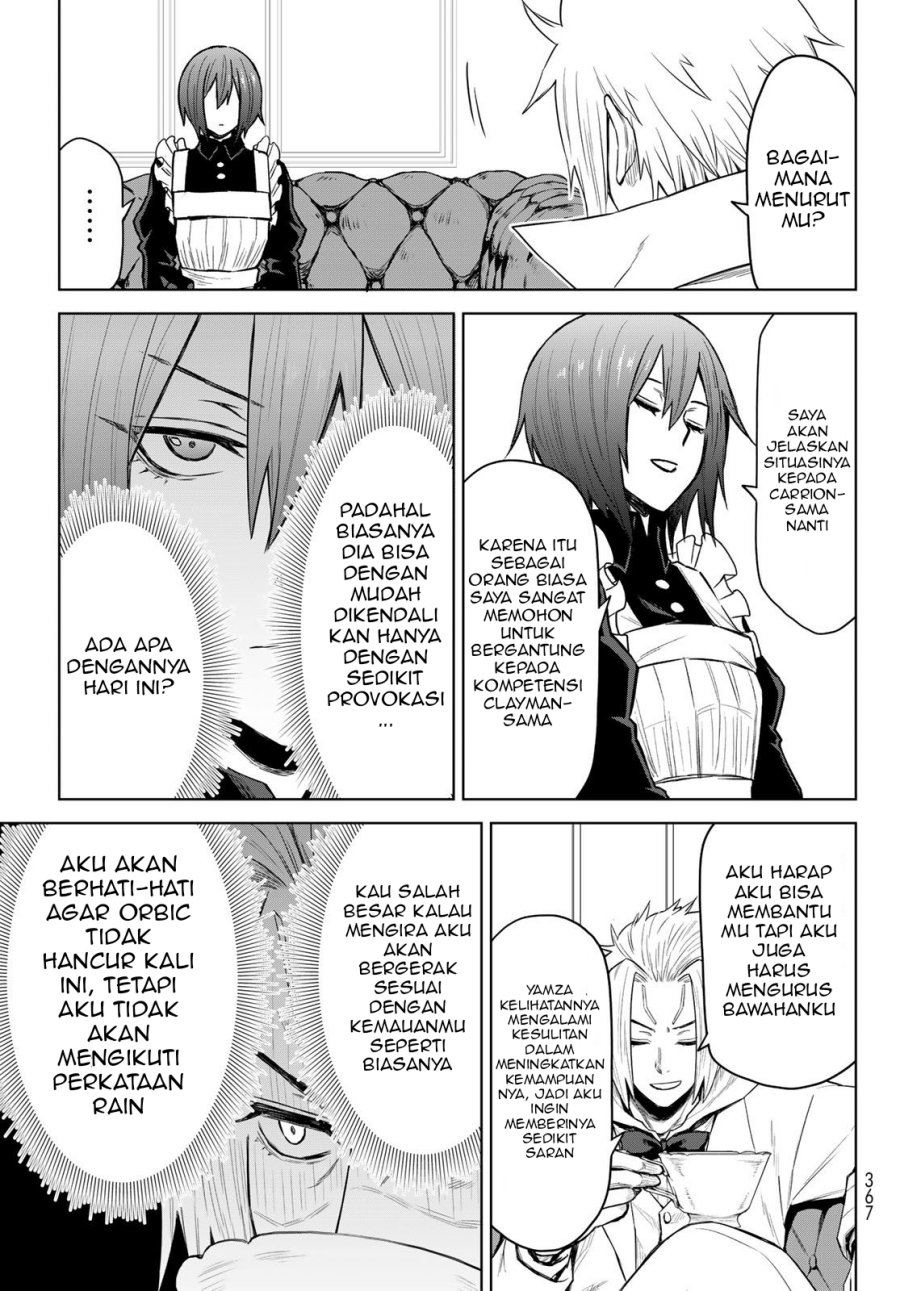 BAGAI-
MANA
MENURUT
MU?
......
SAYA
AKAN
JELASKAN
SITUASINYA
KEPADA
CARRION-
SAMA
NANTI
KARENA ITU
SEBAGAI
ORANG BIASA
SAYA SANGAT
MEMOHON
UNTUK
BERGANTUNG
KEPADA
KOMPETENSI
CLAYMAN-
SAMA
PADAHAL
BIASANYA
DIA BISA
DENGAN
MUDAH
DIKENDALI
KAN HANYA
DENGAN
SEDIKIT
PROVOKASI
...
ADA APA
DENGANNYA
HARI INI?
AKU HARAP
AKU BISA
MEMBANTU
MU TAPI AKU
JUGA
HARUS
MENGURUS
BAWAHANKU
YAMZA
KELIHATANNYA
MENGALAMI
KESULITAN
DALAM
MENINGKATKAN
KEMAMPUAN
NYA, JADI AKU
INGIN
MEMBERINYA
SEDIKIT
SARAN
KAU SALAH
BESAR KALAU
MENGIRA AKU
AKAN
BERGERAK
SESUAI
DENGAN
KEMAUANMU
SEPERTI
BIASANYA
AKU AKAN
BERHATI-HATI
AGAR ORBIC
TIDAK
HANCUR KALI
INI, TETAPI
AKU TIDAK
AKAN
MENGIKUTI
PERKATAAN
RAIN
367